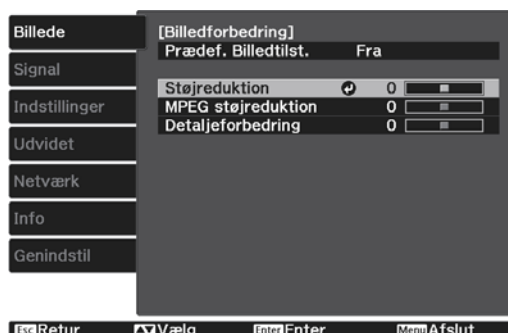 Billede
Signal
Indstillinger
Udvidet
Netværk
Info
Genindstil
[Billedforbedring]
Prædef. Billedtilst. Fra
Støjreduktion 0
MPEG støjreduktion 0
Detaljeforbedring 0
Esc Retur Vælg Enter Enter Menu Afslut